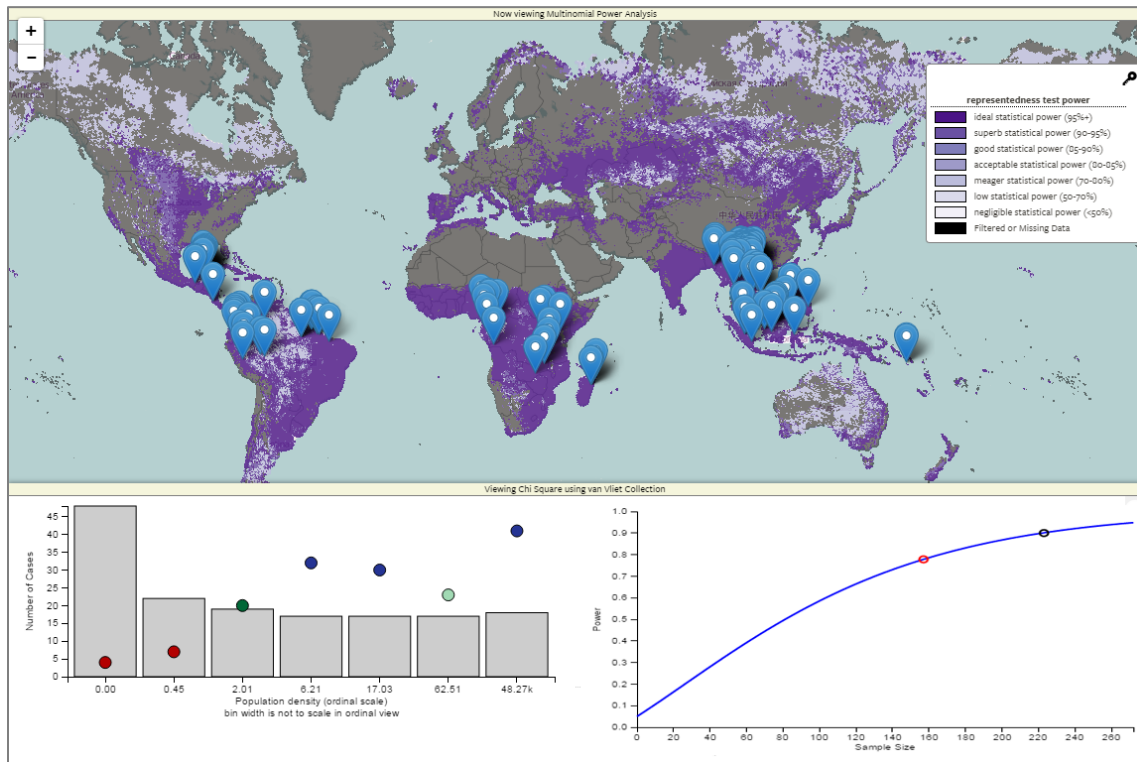 Now viewing Multinomial Power Analysis
+
−
representedness test power
ideal statistical power (95%+)
superb statistical power (90-95%)
good statistical power (85-90%)
acceptable statistical power (80-85%)
meager statistical power (70-80%)
low statistical power (50-70%)
negligible statistical power (<50%)
Filtered or Missing Data
Viewing Chi Square using van Vliet Collection
Number of Cases
45
40
35
30
25
20
15
10
5
0
0.00 0.45 2.01 6.21 17.03 62.51 48.27k
Population density (ordinal scale)
bin width is not to scale in ordinal view
Power
1.0
0.9
0.8
0.7
0.6
0.5
0.4
0.3
0.2
0.1
0.0
0 20 40 60 80 100 120 140 160 180 200 220 240 260
Sample Size